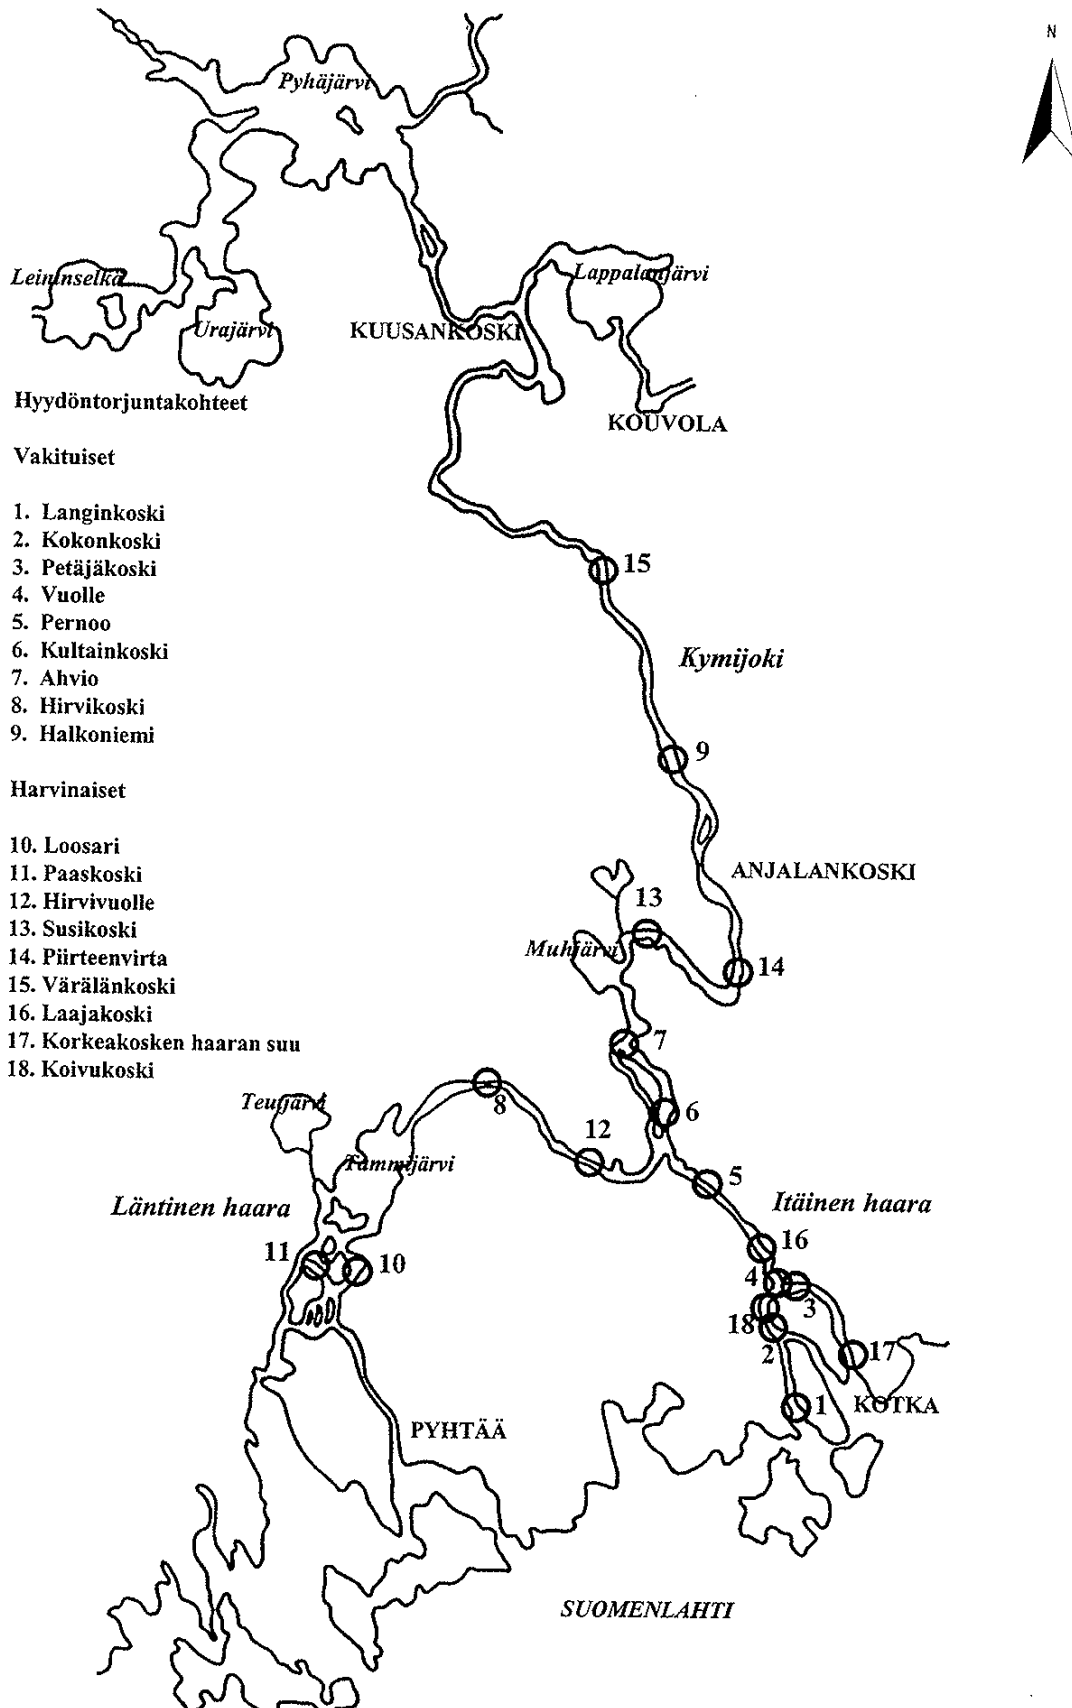 N
Pyhäjärvi
Leininselkä
Lappalanjärvi
Urajärvi
KUUSANKOSKI
Hyydöntorjuntakohteet
KOUVOLA
Vakituiset
1. Langinkoski
2. Kokonkoski
3. Petäjäkoski
4. Vuolle
5. Pernoo
6. Kultainkoski
7. Ahvio
8. Hirvikoski
9. Halkoniemi
Harvinaiset
10. Loosari
11. Paaskoski
12. Hirvivuolle
13. Susikoski
14. Piirteenvirta
15. Värälänkoski
16. Laajakoski
17. Korkeakosken haaran suu
18. Koivukoski
15
Kymijoki
9
ANJALANKOSKI
13
Muhjärvi
14
7
Teutjärvi
8
6
12
Tammijärvi
5
Läntinen haara
Itäinen haara
16
11
10
4
3
18
2
17
1
KOTKA
PYHTÄÄ
SUOMENLAHTI